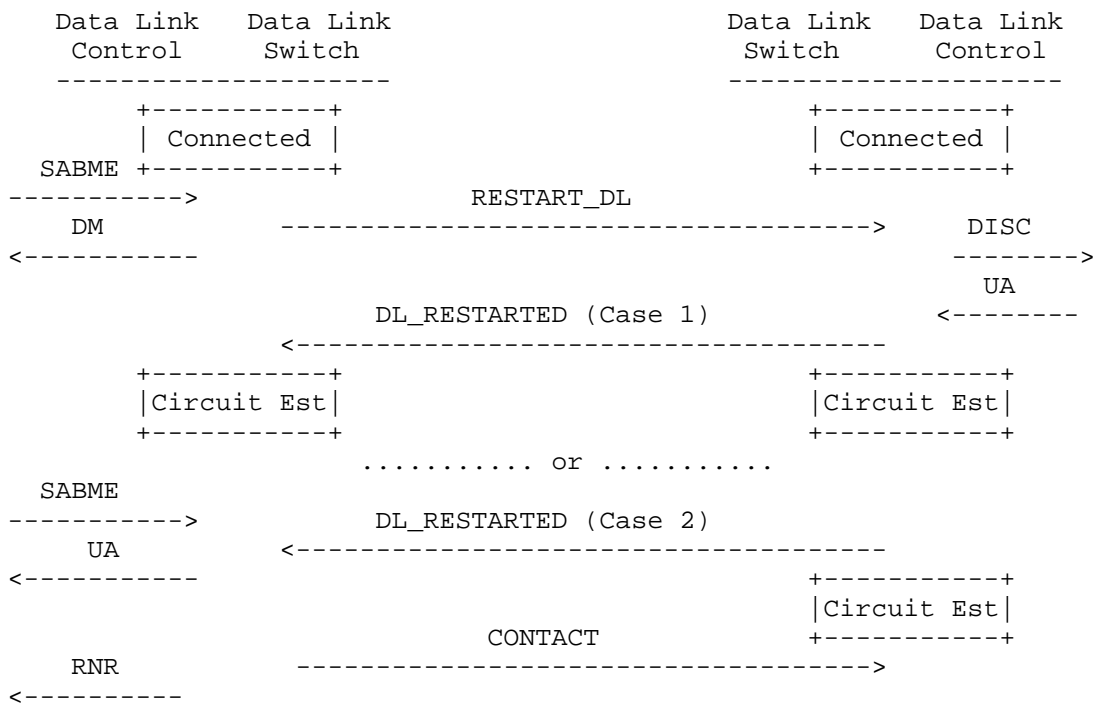 Data Link Data Link Data Link Data Link
Control Switch Switch Control
Connected Connected
SABME
RESTART_DL
DM DISC
UA
DL_RESTARTED (Case 1)
Circuit Est Circuit Est
........... or ...........
SABME
DL_RESTARTED (Case 2)
UA
Circuit Est
CONTACT
RNR